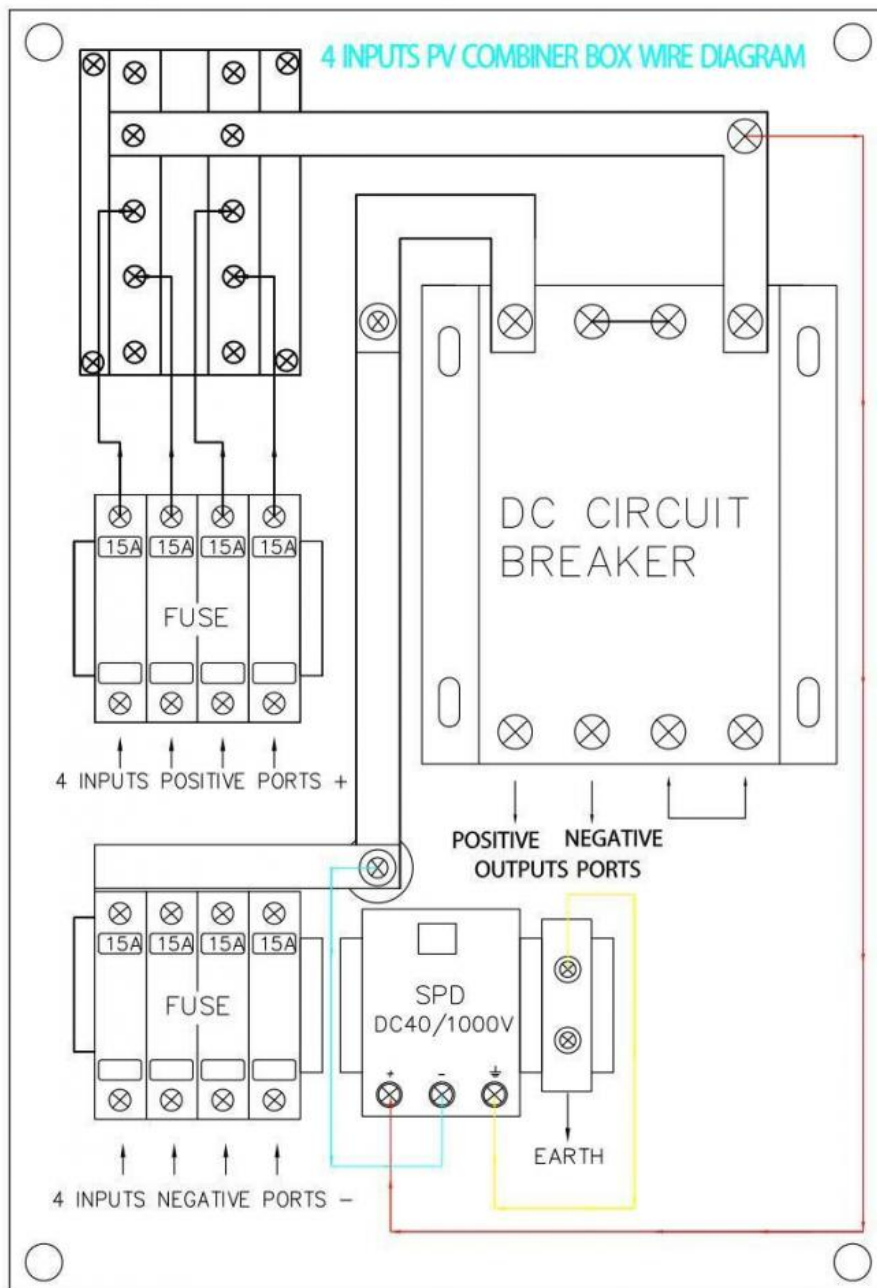 4 INPUTS PV COMBINER BOX WIRE DIAGRAM
15A 15A 15A 15A
FUSE
4 INPUTS POSITIVE PORTS +
DC CIRCUIT
BREAKER
POSITIVE NEGATIVE
OUTPUTS PORTS
15A 15A 15A 15A
FUSE
4 INPUTS NEGATIVE PORTS -
SPD
DC40/1000V
+ -
EARTH